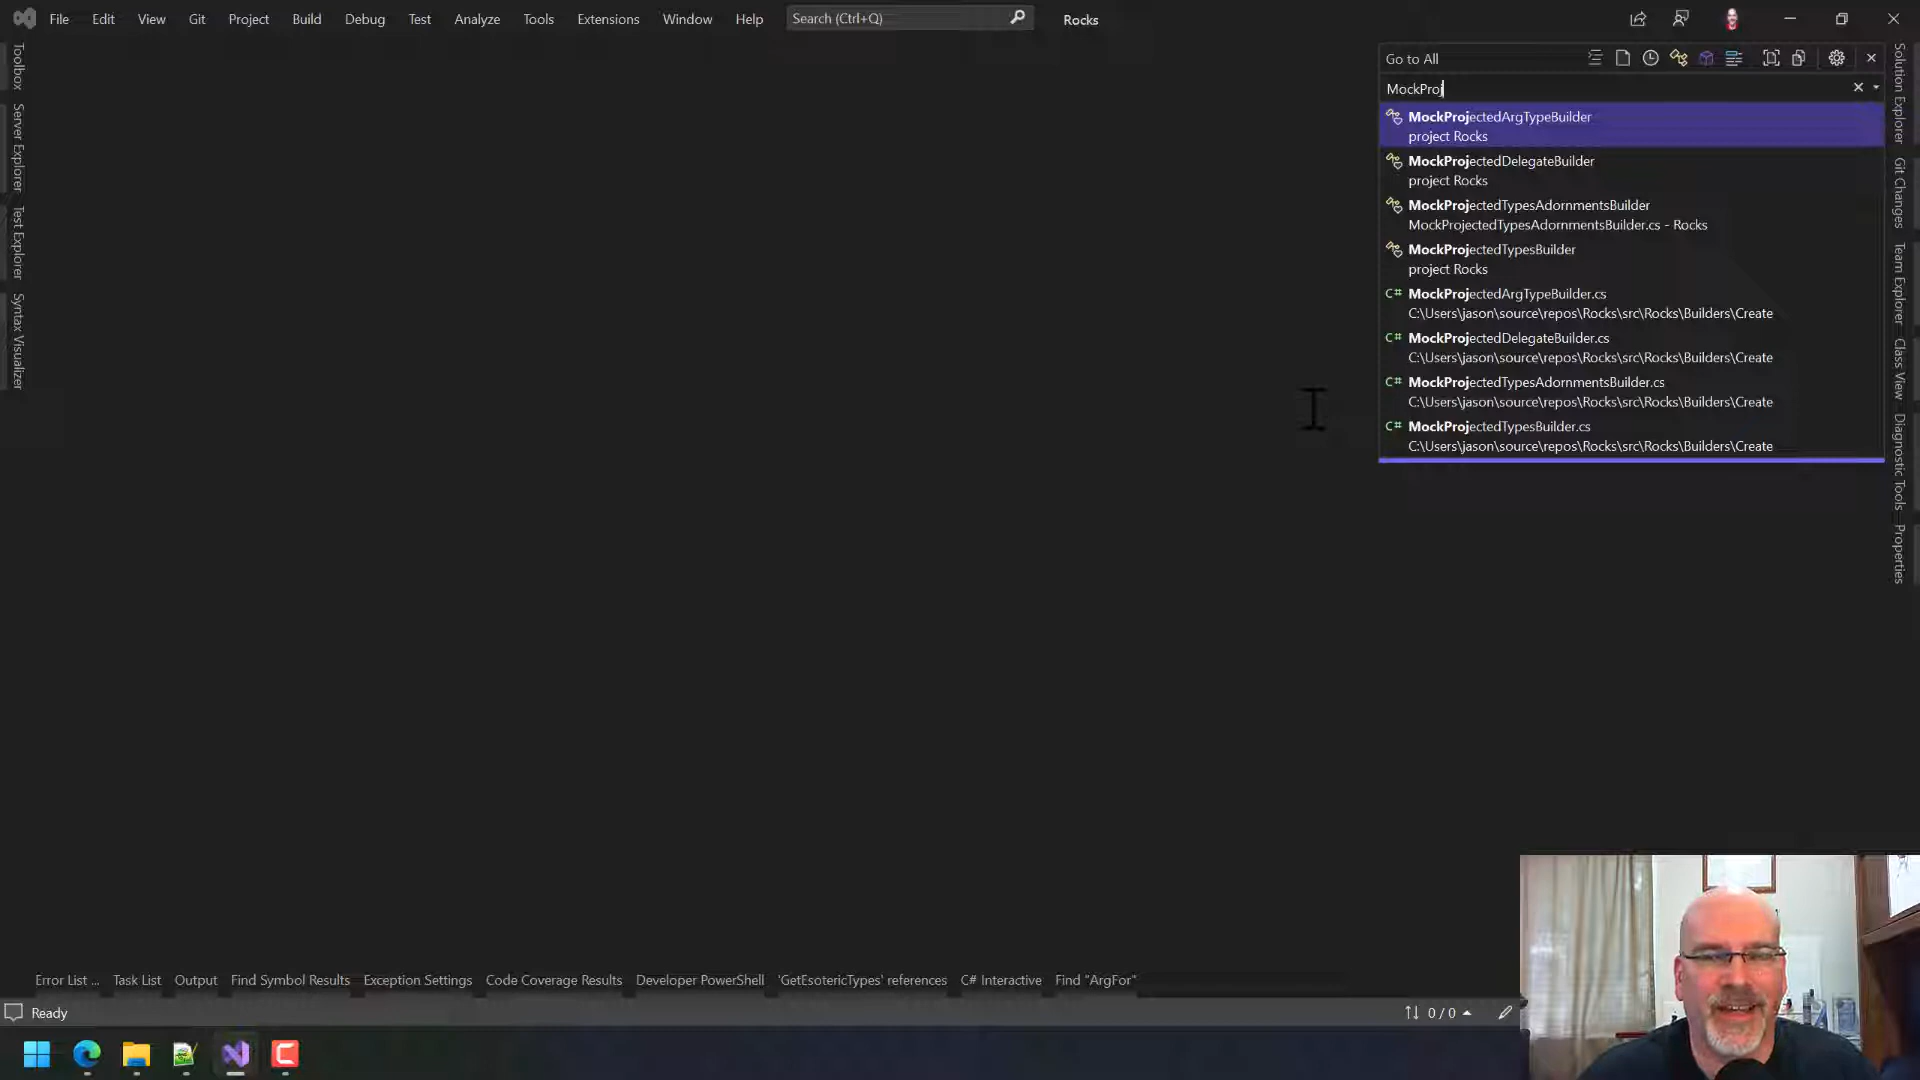 File Edit View Git Project Build Debug Test Analyze Tools Extensions Window Help Search (Ctrl+Q) Rocks
Toolbox
Server Explorer
Test Explorer
Syntax Visualizer
Go to All
MockProj
MockProjectedArgTypeBuilder
project Rocks
MockProjectedDelegateBuilder
project Rocks
MockProjectedTypesAdornmentsBuilder
MockProjectedTypesAdornmentsBuilder.cs - Rocks
MockProjectedTypesBuilder
project Rocks
C# MockProjectedArgTypeBuilder.cs
C:\Users\jason\source\repos\Rocks\src\Rocks\Builders\Create
C# MockProjectedDelegateBuilder.cs
C:\Users\jason\source\repos\Rocks\src\Rocks\Builders\Create
C# MockProjectedTypesAdornmentsBuilder.cs
C:\Users\jason\source\repos\Rocks\src\Rocks\Builders\Create
C# MockProjectedTypesBuilder.cs
C:\Users\jason\source\repos\Rocks\src\Rocks\Builders\Create
Solution Explorer
Git Changes
Team Explorer
Class View
Diagnostic Tools
Properties
Error List ... Task List Output Find Symbol Results Exception Settings Code Coverage Results Developer PowerShell 'GetEsotericTypes' references C# Interactive Find "ArgFor"
Ready 0 / 0